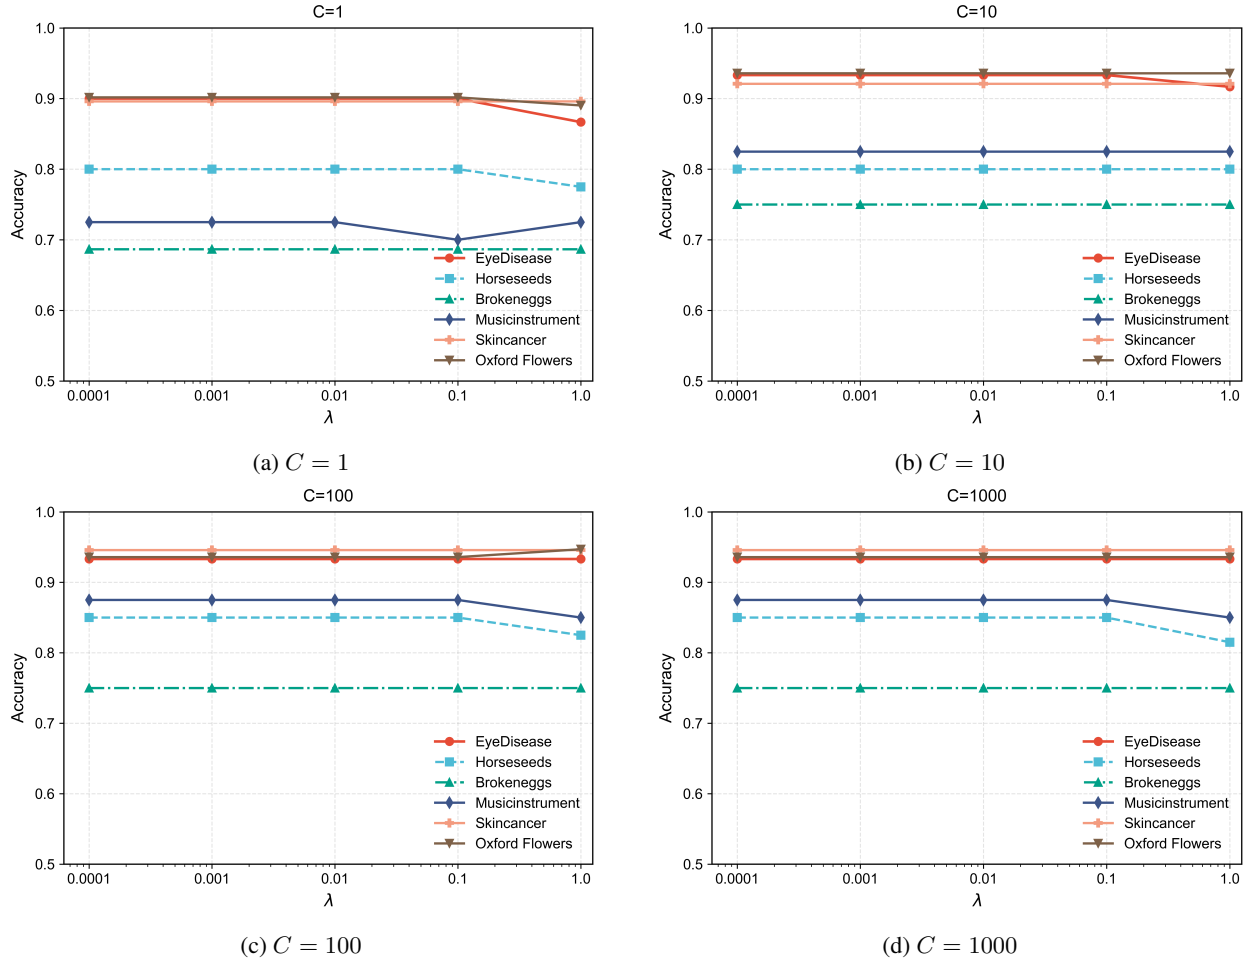 C=1
1.0
0.9
0.8
0.7
0.6
0.5
Accuracy
0.0001 0.001 0.01 0.1 1.0
λ
EyeDisease
Horseseeds
Brokeneggs
Musicinstrument
Skincancer
Oxford Flowers
(a) C = 1
C=10
1.0
0.9
0.8
0.7
0.6
0.5
Accuracy
0.0001 0.001 0.01 0.1 1.0
λ
EyeDisease
Horseseeds
Brokeneggs
Musicinstrument
Skincancer
Oxford Flowers
(b) C = 10
C=100
1.0
0.9
0.8
0.7
0.6
0.5
Accuracy
0.0001 0.001 0.01 0.1 1.0
λ
EyeDisease
Horseseeds
Brokeneggs
Musicinstrument
Skincancer
Oxford Flowers
(c) C = 100
C=1000
1.0
0.9
0.8
0.7
0.6
0.5
Accuracy
0.0001 0.001 0.01 0.1 1.0
λ
EyeDisease
Horseseeds
Brokeneggs
Musicinstrument
Skincancer
Oxford Flowers
(d) C = 1000